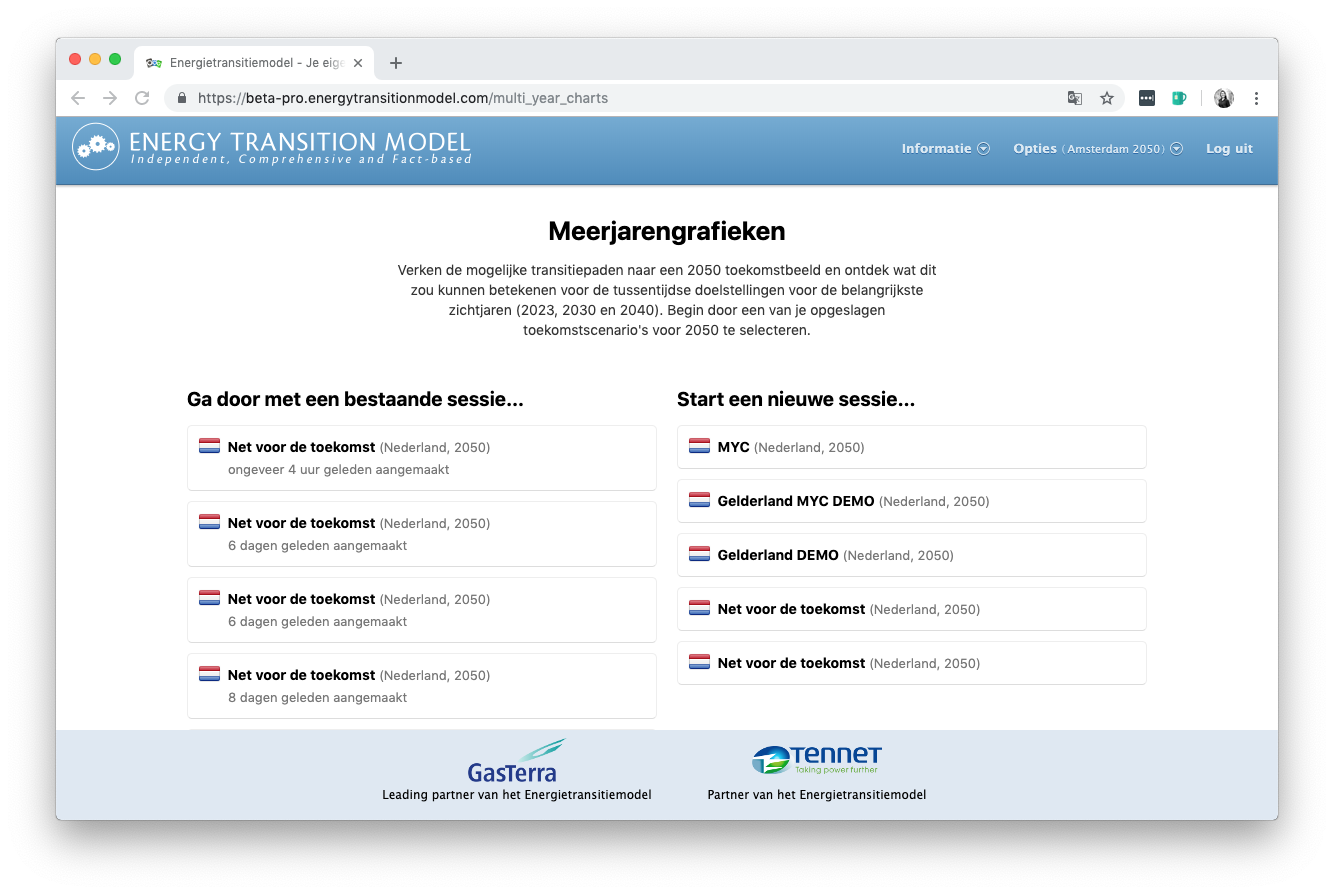 Energietransitiemodel - Je eige
https://beta-pro.energytransitionmodel.com/multi_year_charts
ENERGY TRANSITION MODEL
Independent, Comprehensive and Fact-based
Informatie
Opties (Amsterdam 2050)
Log uit
Meerjarengrafieken
Verken de mogelijke transitiepaden naar een 2050 toekomstbeeld en ontdek wat dit
zou kunnen betekenen voor de tussentijdse doelstellingen voor de belangrijkste
zichtjaren (2023, 2030 en 2040). Begin door een van je opgeslagen
toekomstscenario's voor 2050 te selecteren.
Ga door met een bestaande sessie...
Net voor de toekomst (Nederland, 2050)
ongeveer 4 uur geleden aangemaakt
Net voor de toekomst (Nederland, 2050)
6 dagen geleden aangemaakt
Net voor de toekomst (Nederland, 2050)
6 dagen geleden aangemaakt
Net voor de toekomst (Nederland, 2050)
8 dagen geleden aangemaakt
Start een nieuwe sessie...
MYC (Nederland, 2050)
Gelderland MYC DEMO (Nederland, 2050)
Gelderland DEMO (Nederland, 2050)
Net voor de toekomst (Nederland, 2050)
Net voor de toekomst (Nederland, 2050)
GasTerra
Leading partner van het Energietransitiemodel
TenneT
Taking power further
Partner van het Energietransitiemodel